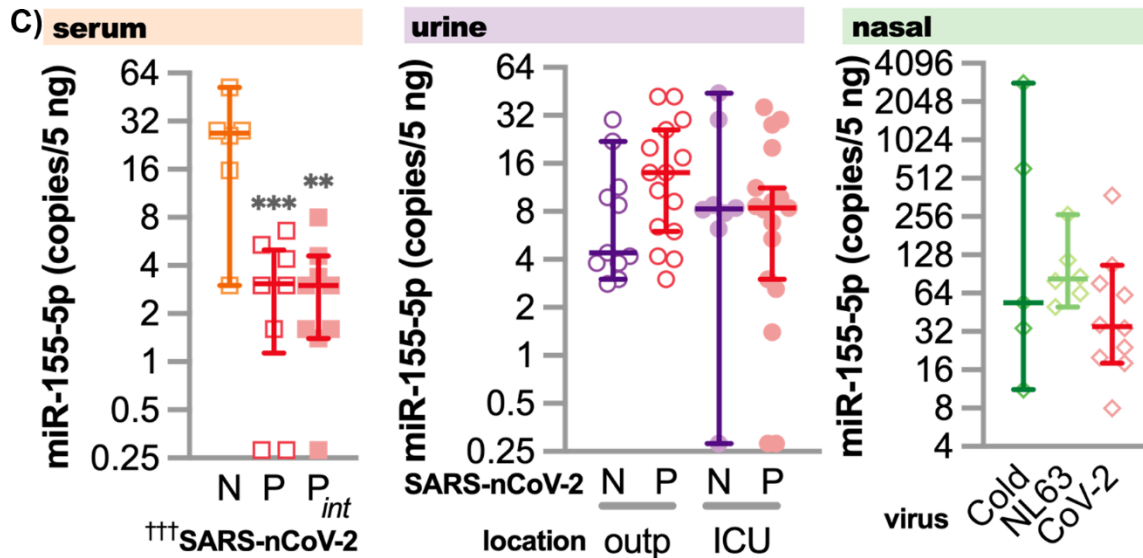 C) serum
urine
nasal
miR-155-5p (copies/5 ng)
64
32
16
8
4
2
1
0.5
0.25
***
**
N P P int
†††SARS-nCoV-2
miR-155-5p (copies/5 ng)
64
32
16
8
4
2
1
0.5
0.25
SARS-nCoV-2 N P N P
location outp ICU
miR-155-5p (copies/5 ng)
4096
2048
1024
512
256
128
64
32
16
8
4
virus Cold NL63 CoV-2